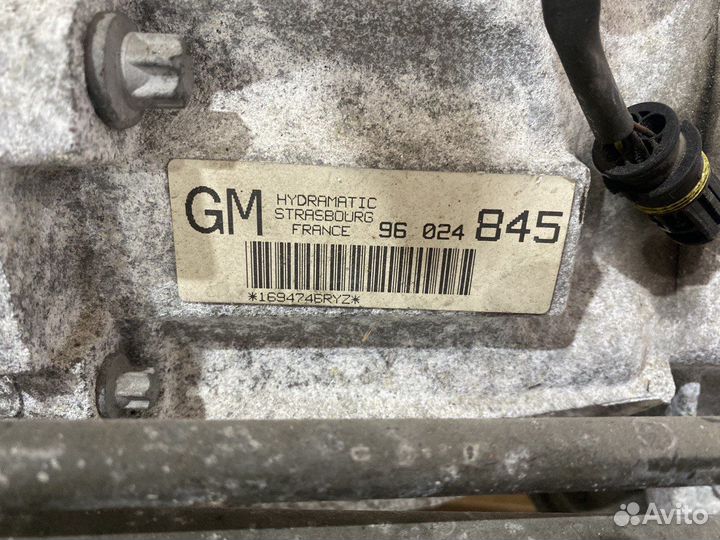 GM
HYDRAMATIC
STRASBOURG
FRANCE 96 024 845
*1694746RYZ*
Avito